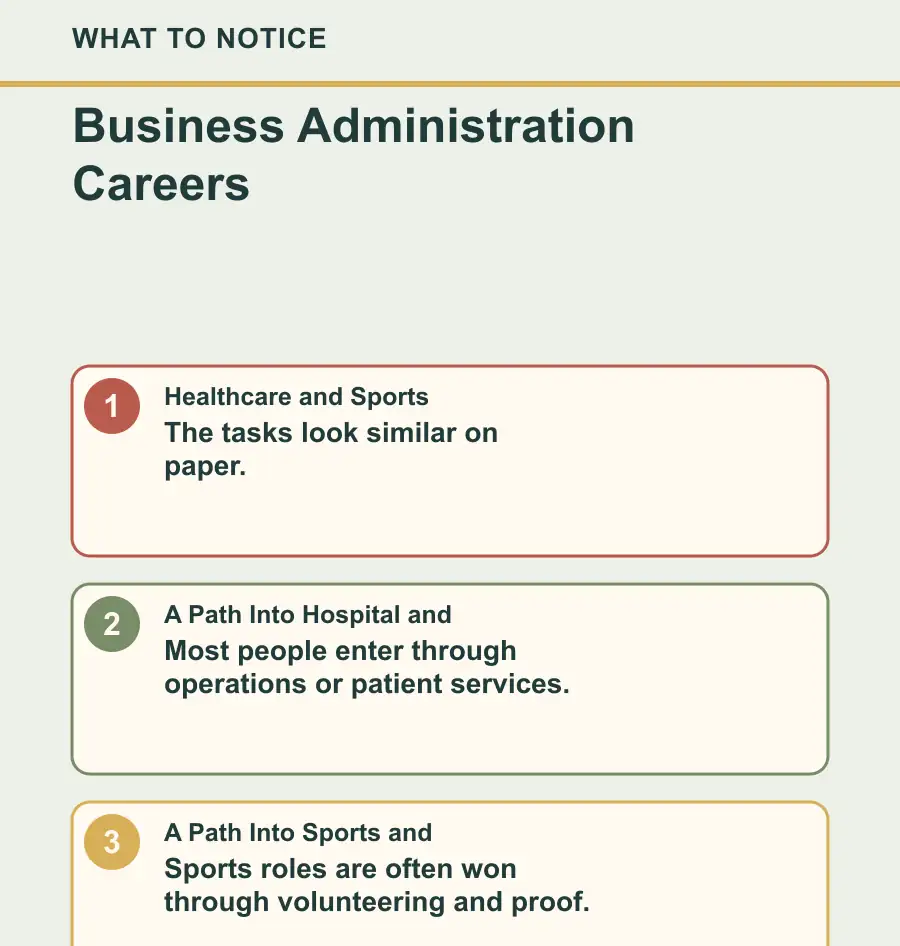 WHAT TO NOTICE
Business Administration
Careers
1
Healthcare and Sports
The tasks look similar on
paper.
2
A Path Into Hospital and
Most people enter through
operations or patient services.
3
A Path Into Sports and
Sports roles are often won
through volunteering and proof.